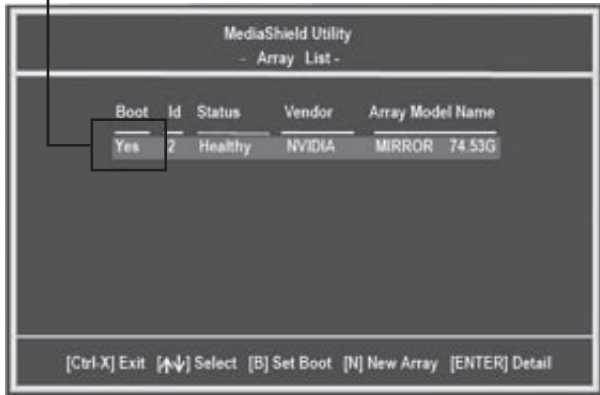 MediaShield Utility
- Array List -
Boot Id Status Vendor Array Model Name
Yes 2 Healthy NVIDIA MIRROR 74.53G
[Ctrl-X] Exit [↑↓] Select [B] Set Boot [N] New Array [ENTER] Detail